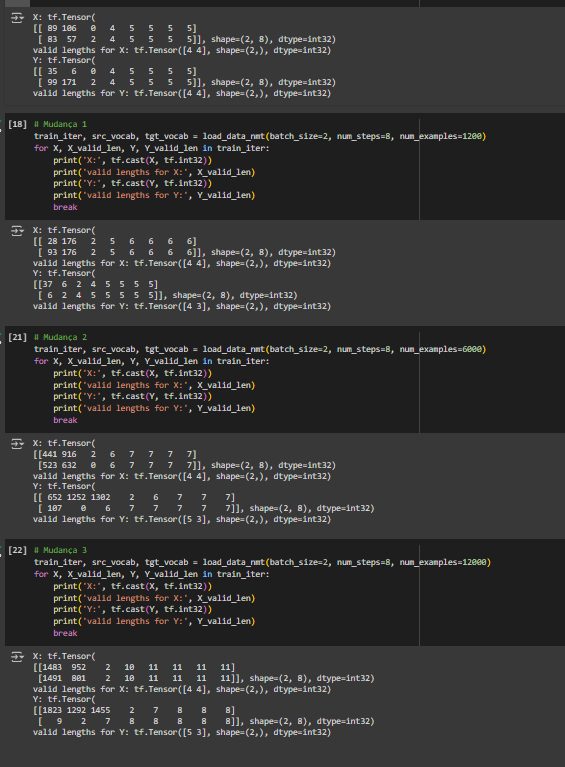 X: tf.Tensor(
[[ 89 106   0   4   5   5   5   5]
 [ 83  57   2   4   5   5   5   5]], shape=(2, 8), dtype=int32)
valid lengths for X: tf.Tensor([4 4], shape=(2,), dtype=int32)
Y: tf.Tensor(
[[ 35   6   0   4   5   5   5   5]
 [ 99 171   2   4   5   5   5   5]], shape=(2, 8), dtype=int32)
valid lengths for Y: tf.Tensor([4 4], shape=(2,), dtype=int32)
[18] # Mudança 1
train_iter, src_vocab, tgt_vocab = load_data_nmt(batch_size=2, num_steps=8, num_examples=1200)
for X, X_valid_len, Y, Y_valid_len in train_iter:
    print('X:', tf.cast(X, tf.int32))
    print('valid lengths for X:', X_valid_len)
    print('Y:', tf.cast(Y, tf.int32))
    print('valid lengths for Y:', Y_valid_len)
    break
X: tf.Tensor(
[[ 28 176   2   5   6   6   6   6]
 [ 93 176   2   5   6   6   6   6]], shape=(2, 8), dtype=int32)
valid lengths for X: tf.Tensor([4 4], shape=(2,), dtype=int32)
Y: tf.Tensor(
[[37  6  2  4  5  5  5  5]
 [ 6  2  4  5  5  5  5  5]], shape=(2, 8), dtype=int32)
valid lengths for Y: tf.Tensor([4 3], shape=(2,), dtype=int32)
[21] # Mudança 2
train_iter, src_vocab, tgt_vocab = load_data_nmt(batch_size=2, num_steps=8, num_examples=6000)
for X, X_valid_len, Y, Y_valid_len in train_iter:
    print('X:', tf.cast(X, tf.int32))
    print('valid lengths for X:', X_valid_len)
    print('Y:', tf.cast(Y, tf.int32))
    print('valid lengths for Y:', Y_valid_len)
    break
X: tf.Tensor(
[[441 916   2   6   7   7   7   7]
 [523 632   0   6   7   7   7   7]], shape=(2, 8), dtype=int32)
valid lengths for X: tf.Tensor([4 4], shape=(2,), dtype=int32)
Y: tf.Tensor(
[[ 652 1252 1302    2    6    7    7    7]
 [ 107    0    6    7    7    7    7    7]], shape=(2, 8), dtype=int32)
valid lengths for Y: tf.Tensor([5 3], shape=(2,), dtype=int32)
[22] # Mudança 3
train_iter, src_vocab, tgt_vocab = load_data_nmt(batch_size=2, num_steps=8, num_examples=12000)
for X, X_valid_len, Y, Y_valid_len in train_iter:
    print('X:', tf.cast(X, tf.int32))
    print('valid lengths for X:', X_valid_len)
    print('Y:', tf.cast(Y, tf.int32))
    print('valid lengths for Y:', Y_valid_len)
    break
X: tf.Tensor(
[[1483  952    2   10   11   11   11   11]
 [1491  801    2   10   11   11   11   11]], shape=(2, 8), dtype=int32)
valid lengths for X: tf.Tensor([4 4], shape=(2,), dtype=int32)
Y: tf.Tensor(
[[1823 1292 1455    2    7    8    8    8]
 [   9    2    7    8    8    8    8    8]], shape=(2, 8), dtype=int32)
valid lengths for Y: tf.Tensor([5 3], shape=(2,), dtype=int32)